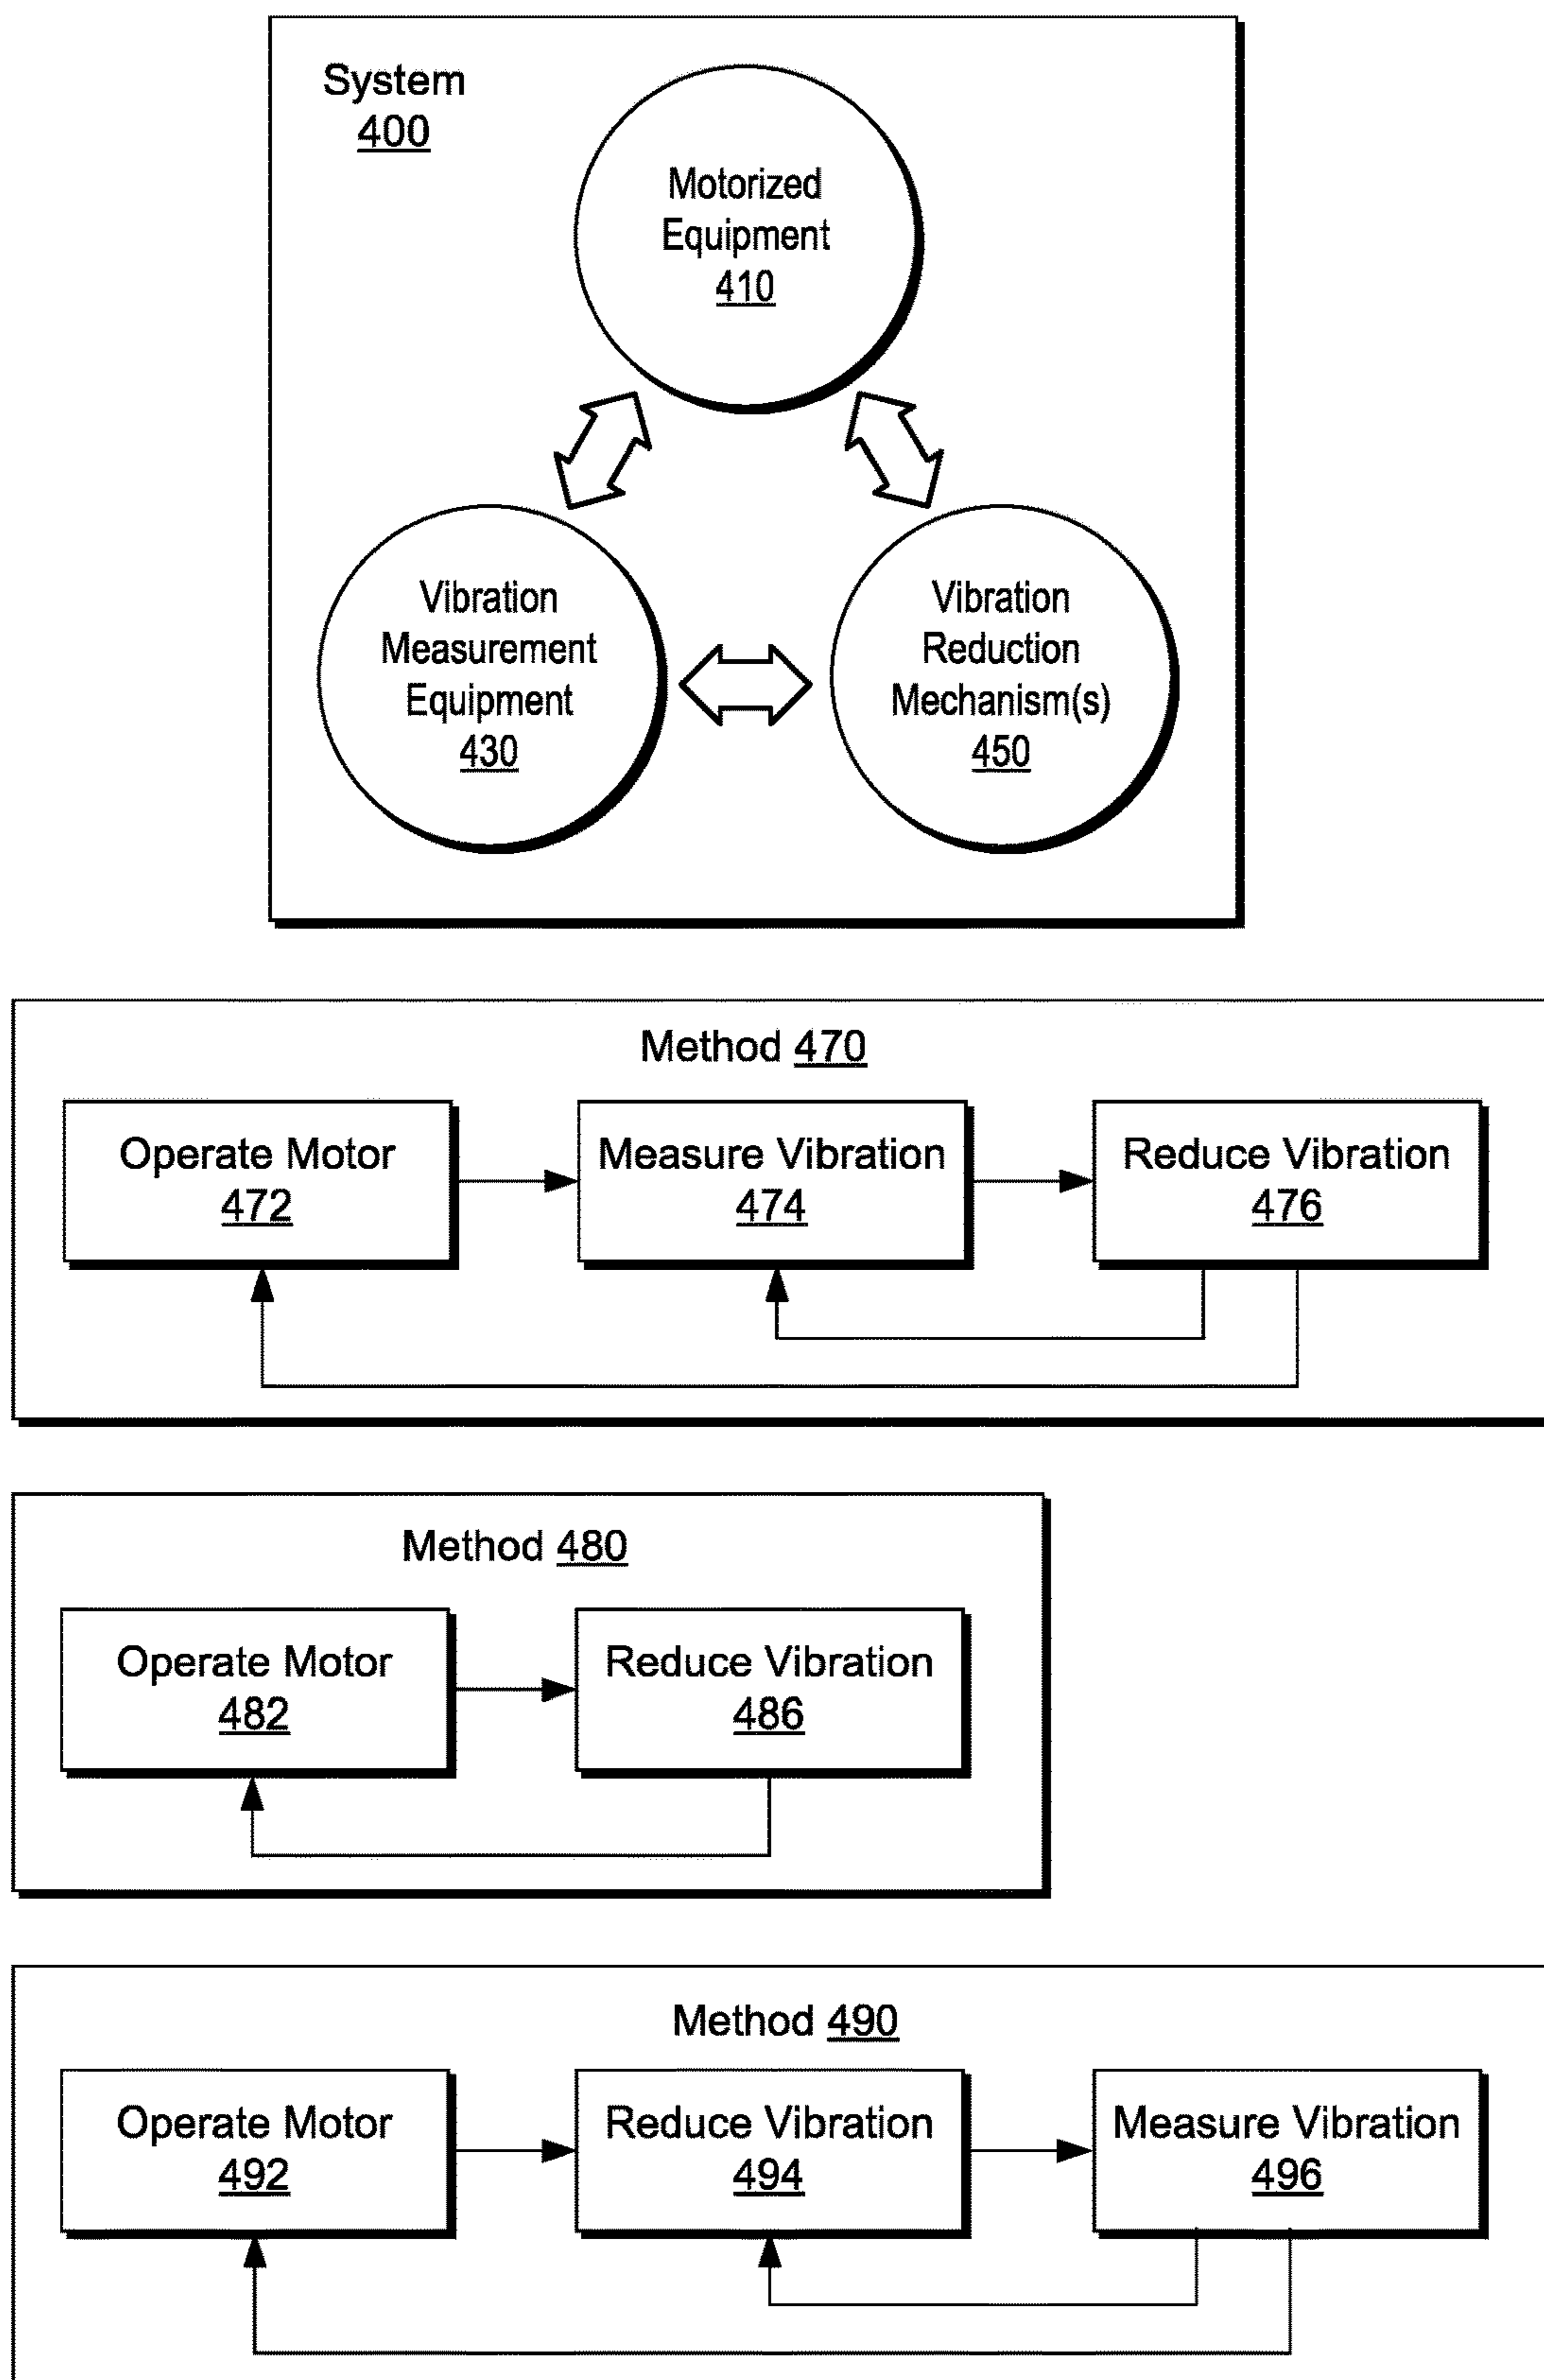 System
400
Motorized
Equipment
410
Vibration
Measurement
Equipment
430
Vibration
Reduction
Mechanism(s)
450
Method 470
Operate Motor
472
Measure Vibration
474
Reduce Vibration
476
Method 480
Operate Motor
482
Reduce Vibration
486
Method 490
Operate Motor
492
Reduce Vibration
494
Measure Vibration
496